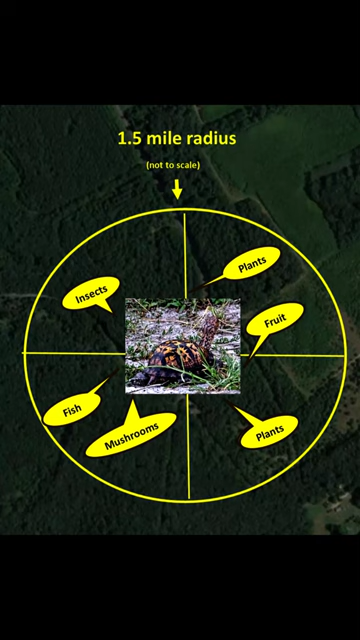 1.5 mile radius
(not to scale)
Plants
Insects
Fruit
Fish
Mushrooms
Plants